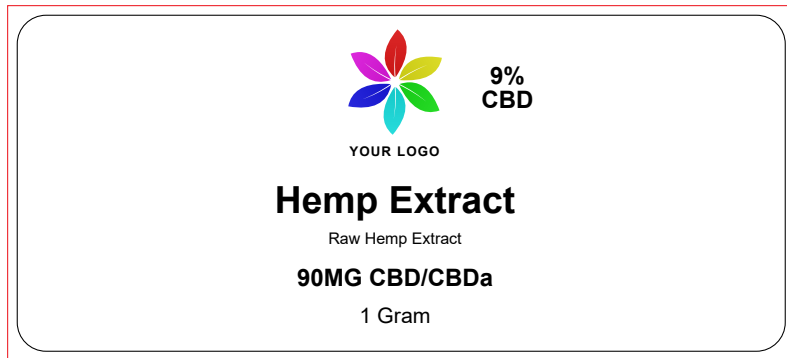 9%
CBD
YOUR LOGO
Hemp Extract
Raw Hemp Extract
90MG CBD/CBDa
1 Gram